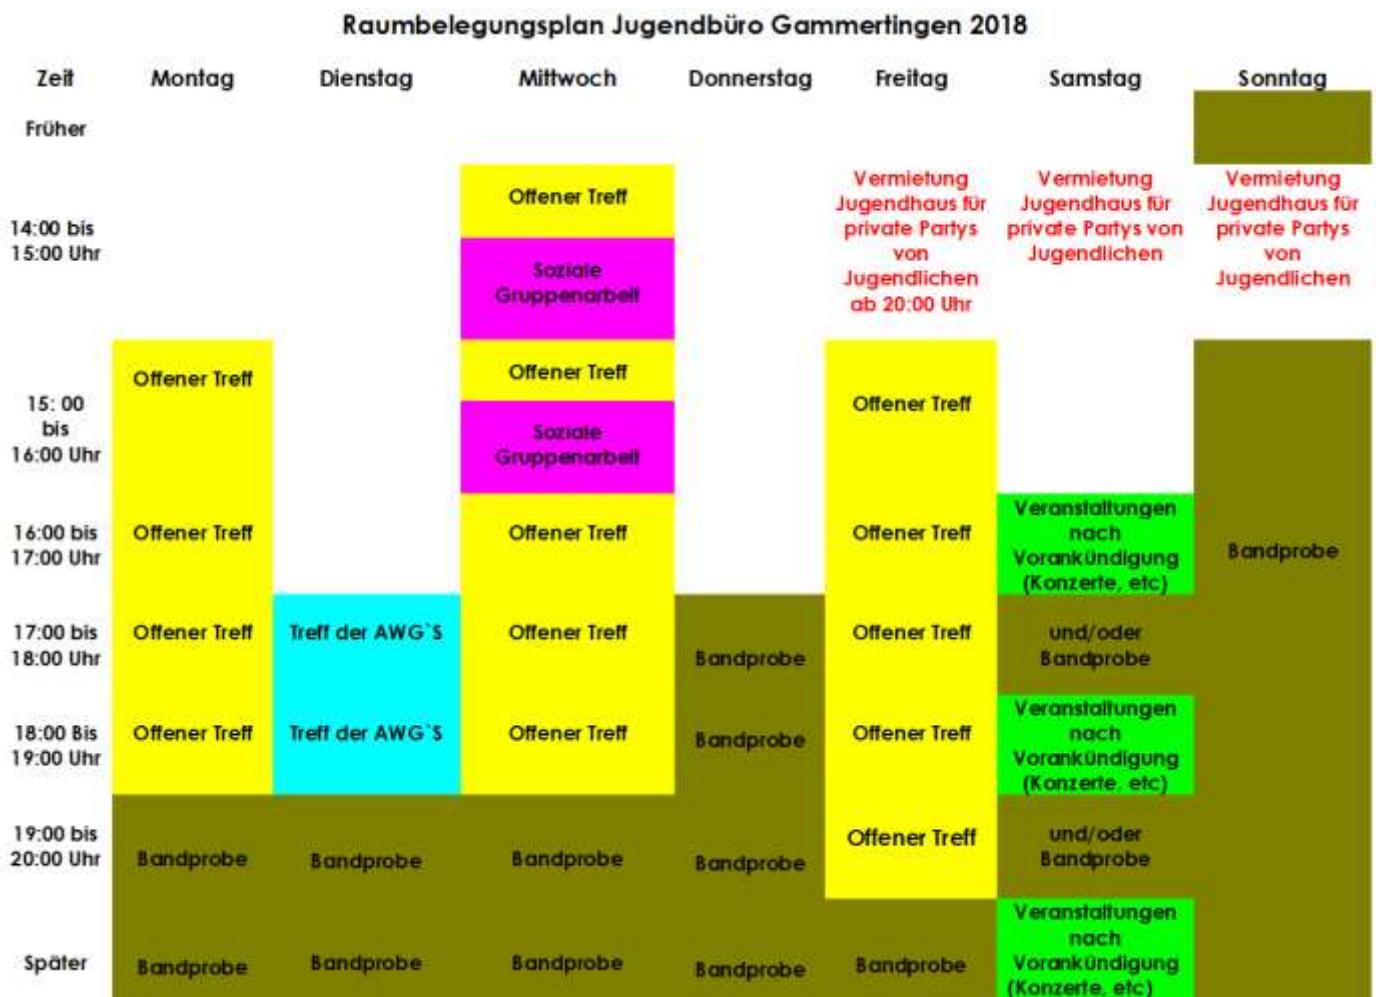 Raumbelegungsplan Jugendbüro Gammertingen 2018
Zeit Montag Dienstag Mittwoch Donnerstag Freitag Samstag Sonntag
Früher
14:00 bis
15:00 Uhr
Offener Treff
Soziale
Gruppenarbeit
Vermietung
Jugendhaus für
private Partys
von
Jugendlichen
ab 20:00 Uhr
Vermietung
Jugendhaus für
private Partys von
Jugendlichen
Vermietung
Jugendhaus für
private Partys
von
Jugendlichen
15: 00
bis
16:00 Uhr
Offener Treff
Offener Treff
Soziale
Gruppenarbeit
Offener Treff
16:00 bis
17:00 Uhr
Offener Treff
Offener Treff
Offener Treff
Veranstaltungen
nach
Vorankündigung
(Konzerte, etc)
Bandprobe
17:00 bis
18:00 Uhr
Offener Treff
Treff der AWG`S
Offener Treff
Bandprobe
Offener Treff
und/oder
Bandprobe
18:00 Bis
19:00 Uhr
Offener Treff
Treff der AWG`S
Offener Treff
Bandprobe
Offener Treff
Veranstaltungen
nach
Vorankündigung
(Konzerte, etc)
19:00 bis
20:00 Uhr
Bandprobe
Bandprobe
Bandprobe
Bandprobe
Offener Treff
und/oder
Bandprobe
Später
Bandprobe
Bandprobe
Bandprobe
Bandprobe
Bandprobe
Veranstaltungen
nach
Vorankündigung
(Konzerte, etc)